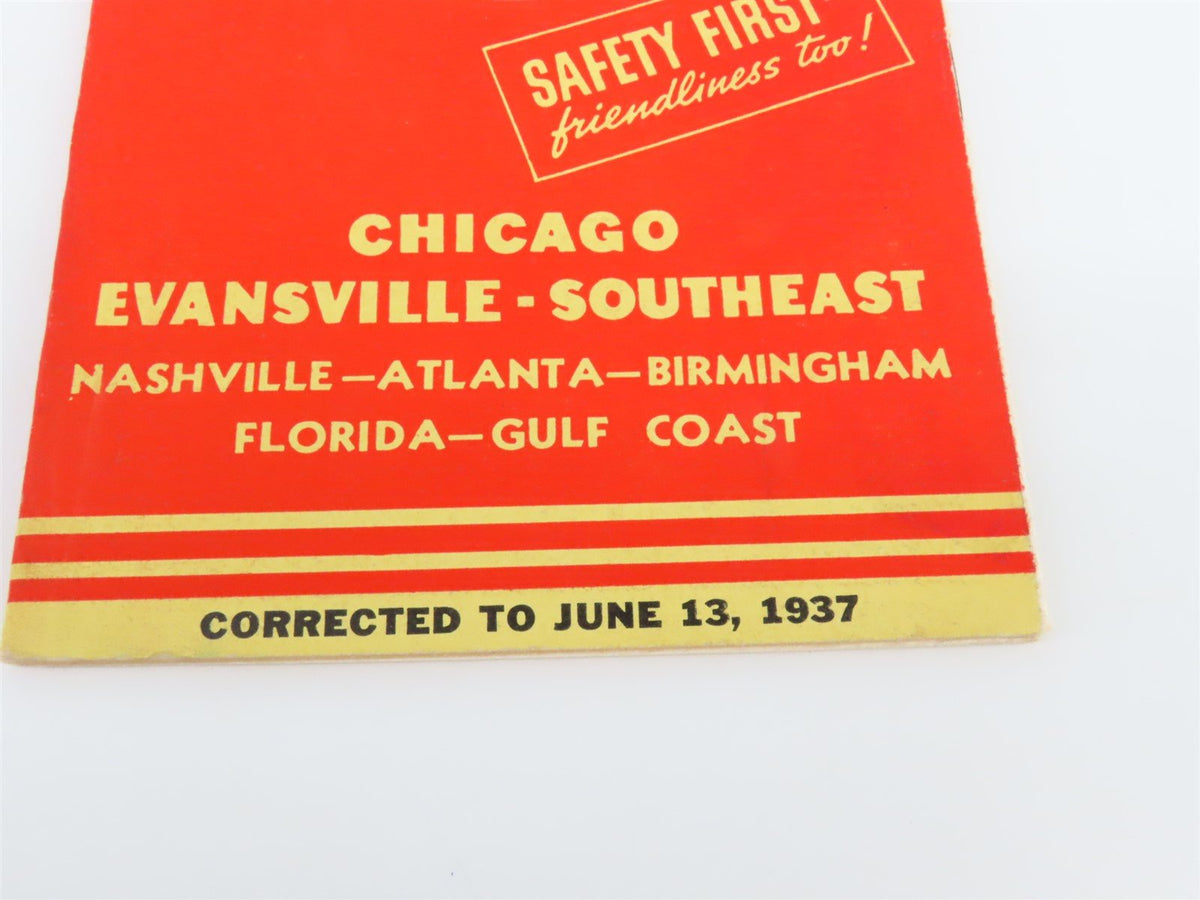 SAFETY FIRST
friendliness too!
CHICAGO
EVANSVILLE - SOUTHEAST
NASHVILLE—ATLANTA—BIRMINGHAM
FLORIDA—GULF COAST
CORRECTED TO JUNE 13, 1937